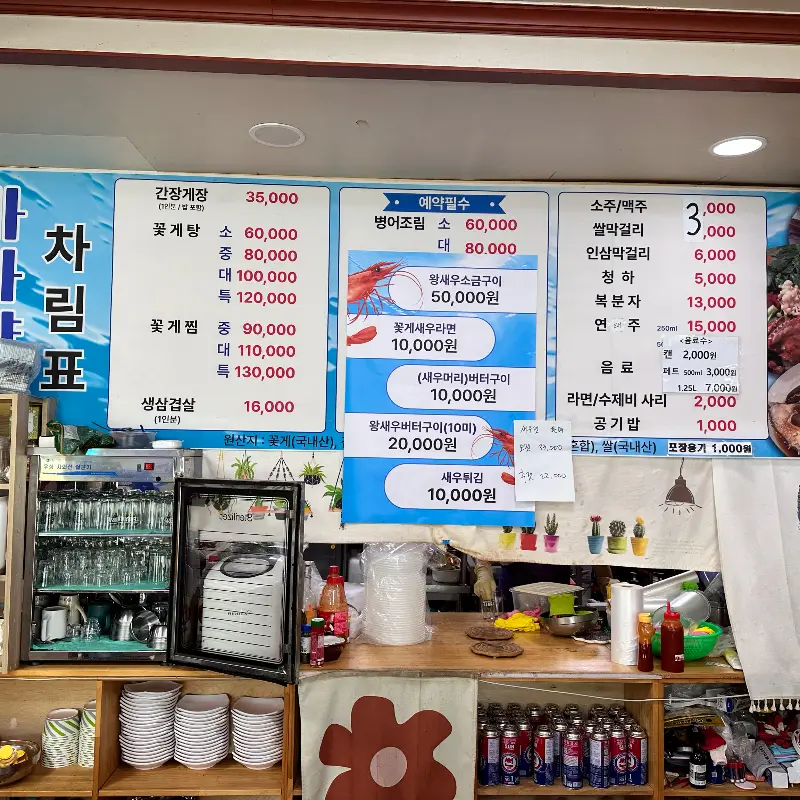 차림표
간장게장 35,000
(1인분 / 밥 포함)
꽃게탕 소 60,000
중 80,000
대 100,000
특 120,000
꽃게찜 중 90,000
대 110,000
특 130,000
생삼겹살 16,000
(1인분)
원산지 : 꽃게(국내산),
예약필수
병어조림 소 60,000
대 80,000
왕새우소금구이
50,000원
꽃게새우라면
10,000원
(새우머리)버터구이
10,000원
왕새우버터구이(10미)
20,000원
새우튀김
10,000원
소주/맥주 3,000
쌀막걸리 ,000
인삼막걸리 6,000
청하 5,000
복분자 13,000
연 주 250ml 15,000
음료
<음료수>
캔 2,000원
페트 500ml 3,000원
1.25L 7,000원
라면/수제비 사리 2,000
공기밥 1,000
혼합), 쌀(국내산)
포장용기 1,000원